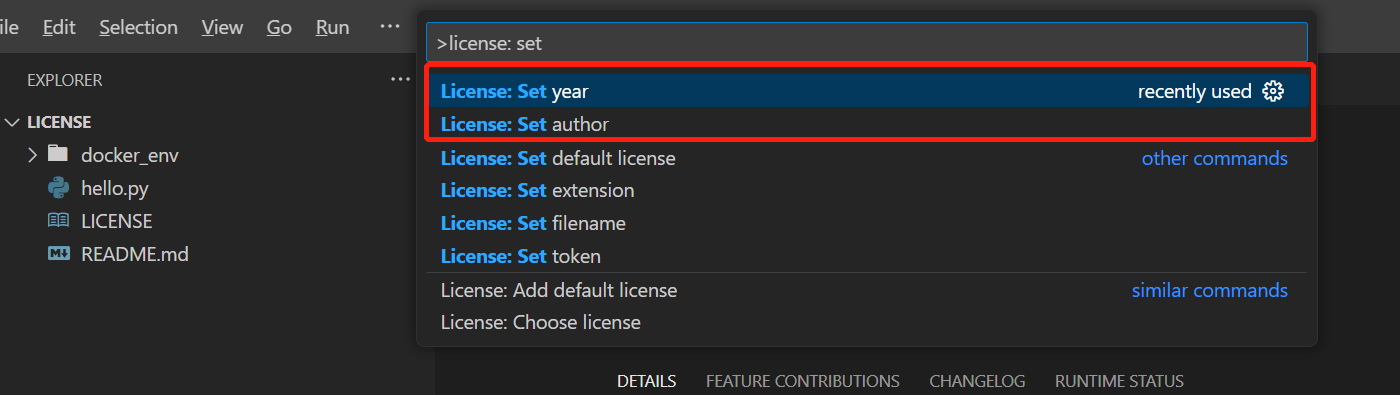 ile Edit Selection View Go Run ···
>license: set
License: Set year recently used
License: Set author
License: Set default license other commands
License: Set extension
License: Set filename
License: Set token
License: Add default license similar commands
License: Choose license
EXPLORER ···
LICENSE
docker_env
hello.py
LICENSE
README.md
DETAILS FEATURE CONTRIBUTIONS CHANGELOG RUNTIME STATUS